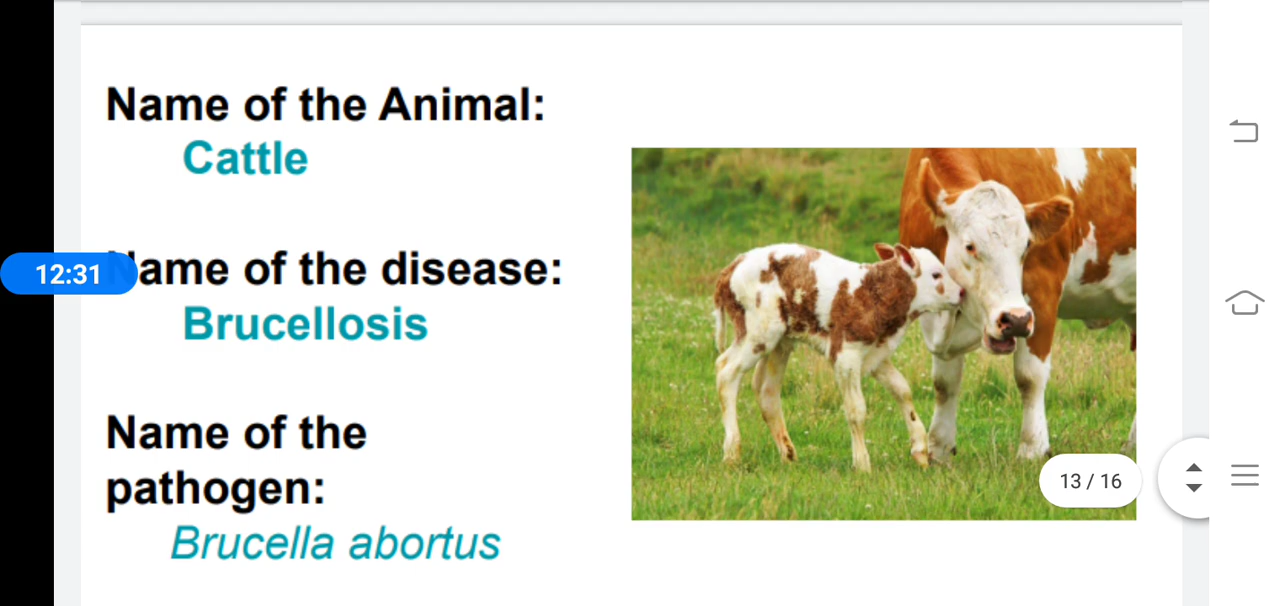 Name of the Animal:
Cattle
12:31
ame of the disease:
Brucellosis
Name of the
pathogen:
Brucella abortus
13 / 16